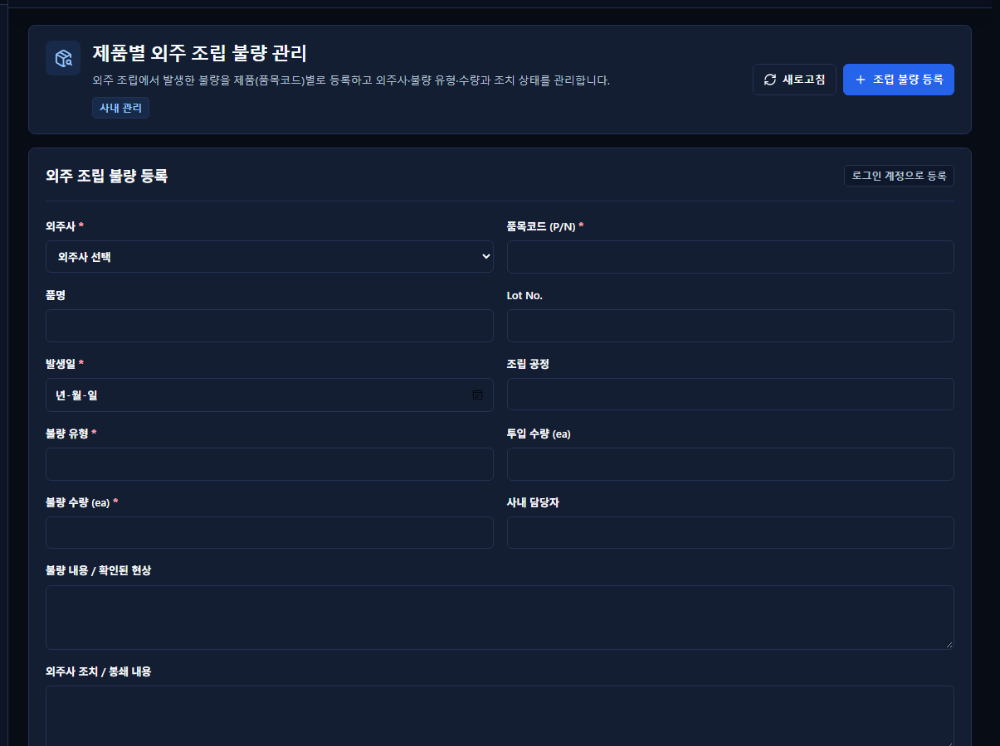 제품별 외주 조립 불량 관리
외주 조립에서 발생한 불량을 제품(품목코드)별로 등록하고 외주사·불량 유형·수량과 조치 상태를 관리합니다.
사내 관리
새로고침
+ 조립 불량 등록
외주 조립 불량 등록
로그인 계정으로 등록
외주사 *
품목코드 (P/N) *
외주사 선택
품명
Lot No.
발생일 *
조립 공정
년-월-일
불량 유형 *
투입 수량 (ea)
불량 수량 (ea) *
사내 담당자
불량 내용 / 확인된 현상
외주사 조치 / 봉쇄 내용